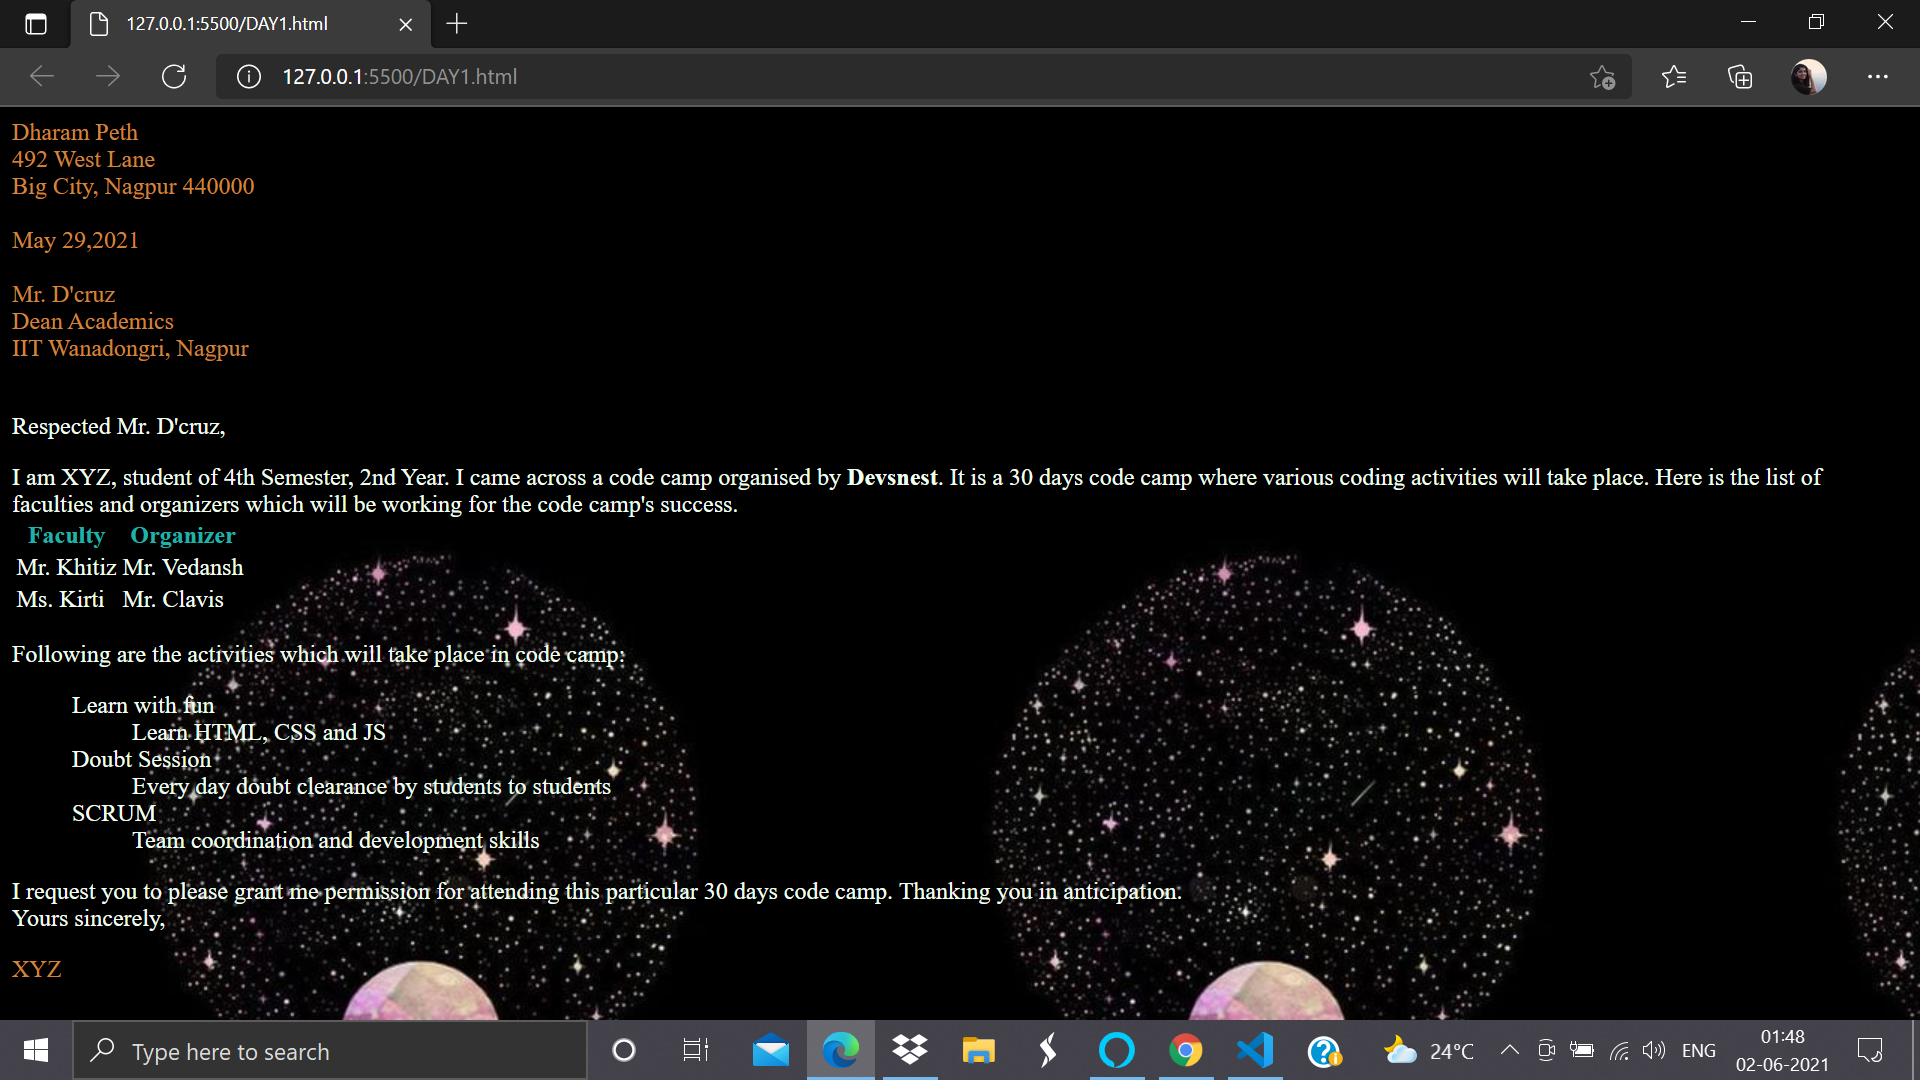 127.0.0.1:5500/DAY1.html
127.0.0.1:5500/DAY1.html
Dharam Peth
492 West Lane
Big City, Nagpur 440000
May 29,2021
Mr. D'cruz
Dean Academics
IIT Wanadongri, Nagpur
Respected Mr. D'cruz,
I am XYZ, student of 4th Semester, 2nd Year. I came across a code camp organised by Devsnest. It is a 30 days code camp where various coding activities will take place. Here is the list of
faculties and organizers which will be working for the code camp's success.
Faculty Organizer
Mr. Khitiz Mr. Vedansh
Ms. Kirti Mr. Clavis
Following are the activities which will take place in code camp:
Learn with fun
Learn HTML, CSS and JS
Doubt Session
Every day doubt clearance by students to students
SCRUM
Team coordination and development skills
I request you to please grant me permission for attending this particular 30 days code camp. Thanking you in anticipation.
Yours sincerely,
XYZ
Type here to search
24°C
ENG
01:48
02-06-2021